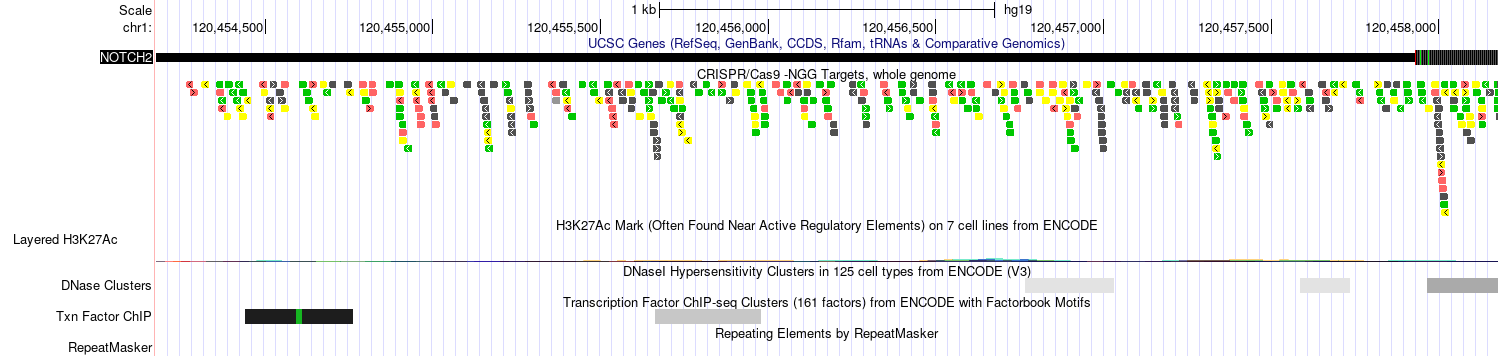 Scale 1 kb hg19
chr1: 120,454,500 120,455,000 120,455,500 120,456,000 120,456,500 120,457,000 120,457,500 120,458,000
UCSC Genes (RefSeq, GenBank, CCDS, Rfam, tRNAs & Comparative Genomics)
NOTCH2
CRISPR/Cas9 -NGG Targets, whole genome
H3K27Ac Mark (Often Found Near Active Regulatory Elements) on 7 cell lines from ENCODE
Layered H3K27Ac
DNaseI Hypersensitivity Clusters in 125 cell types from ENCODE (V3)
DNase Clusters
Transcription Factor ChIP-seq Clusters (161 factors) from ENCODE with Factorbook Motifs
Txn Factor ChIP
Repeating Elements by RepeatMasker
RepeatMasker